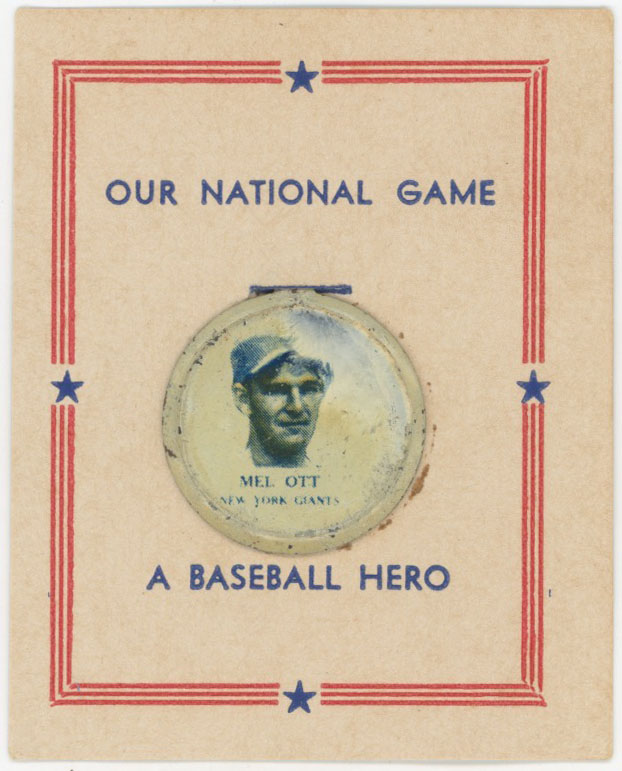 OUR NATIONAL GAME
MEL OTT
NEW YORK GIANTS
A BASEBALL HERO